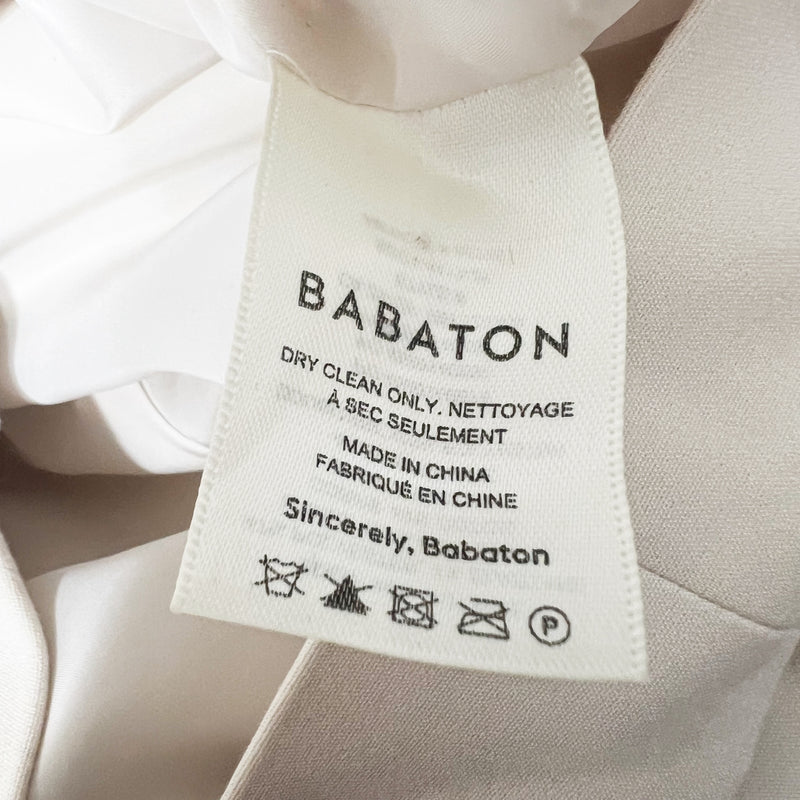 BABATON
DRY CLEAN ONLY. NETTOYAGE
À SEC SEULEMENT
MADE IN CHINA
FABRIQUÉ EN CHINE
Sincerely, Babaton
P